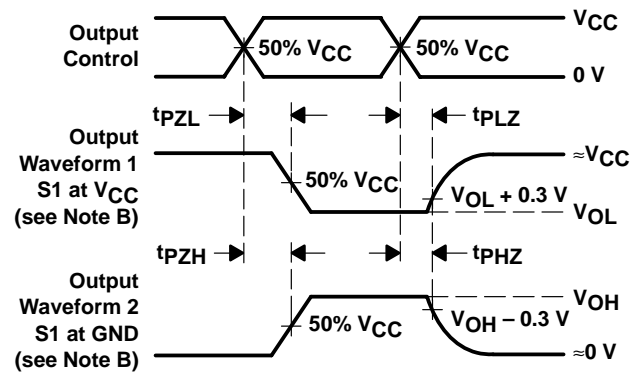 Output
Control
50% VCC
50% VCC
VCC
0 V
tPZL
tPLZ
Output
Waveform 1
S1 at VCC
(see Note B)
50% VCC
≈VCC
VOL + 0.3 V
VOL
tPZH
tPHZ
Output
Waveform 2
S1 at GND
(see Note B)
50% VCC
VOH
VOH – 0.3 V
≈0 V